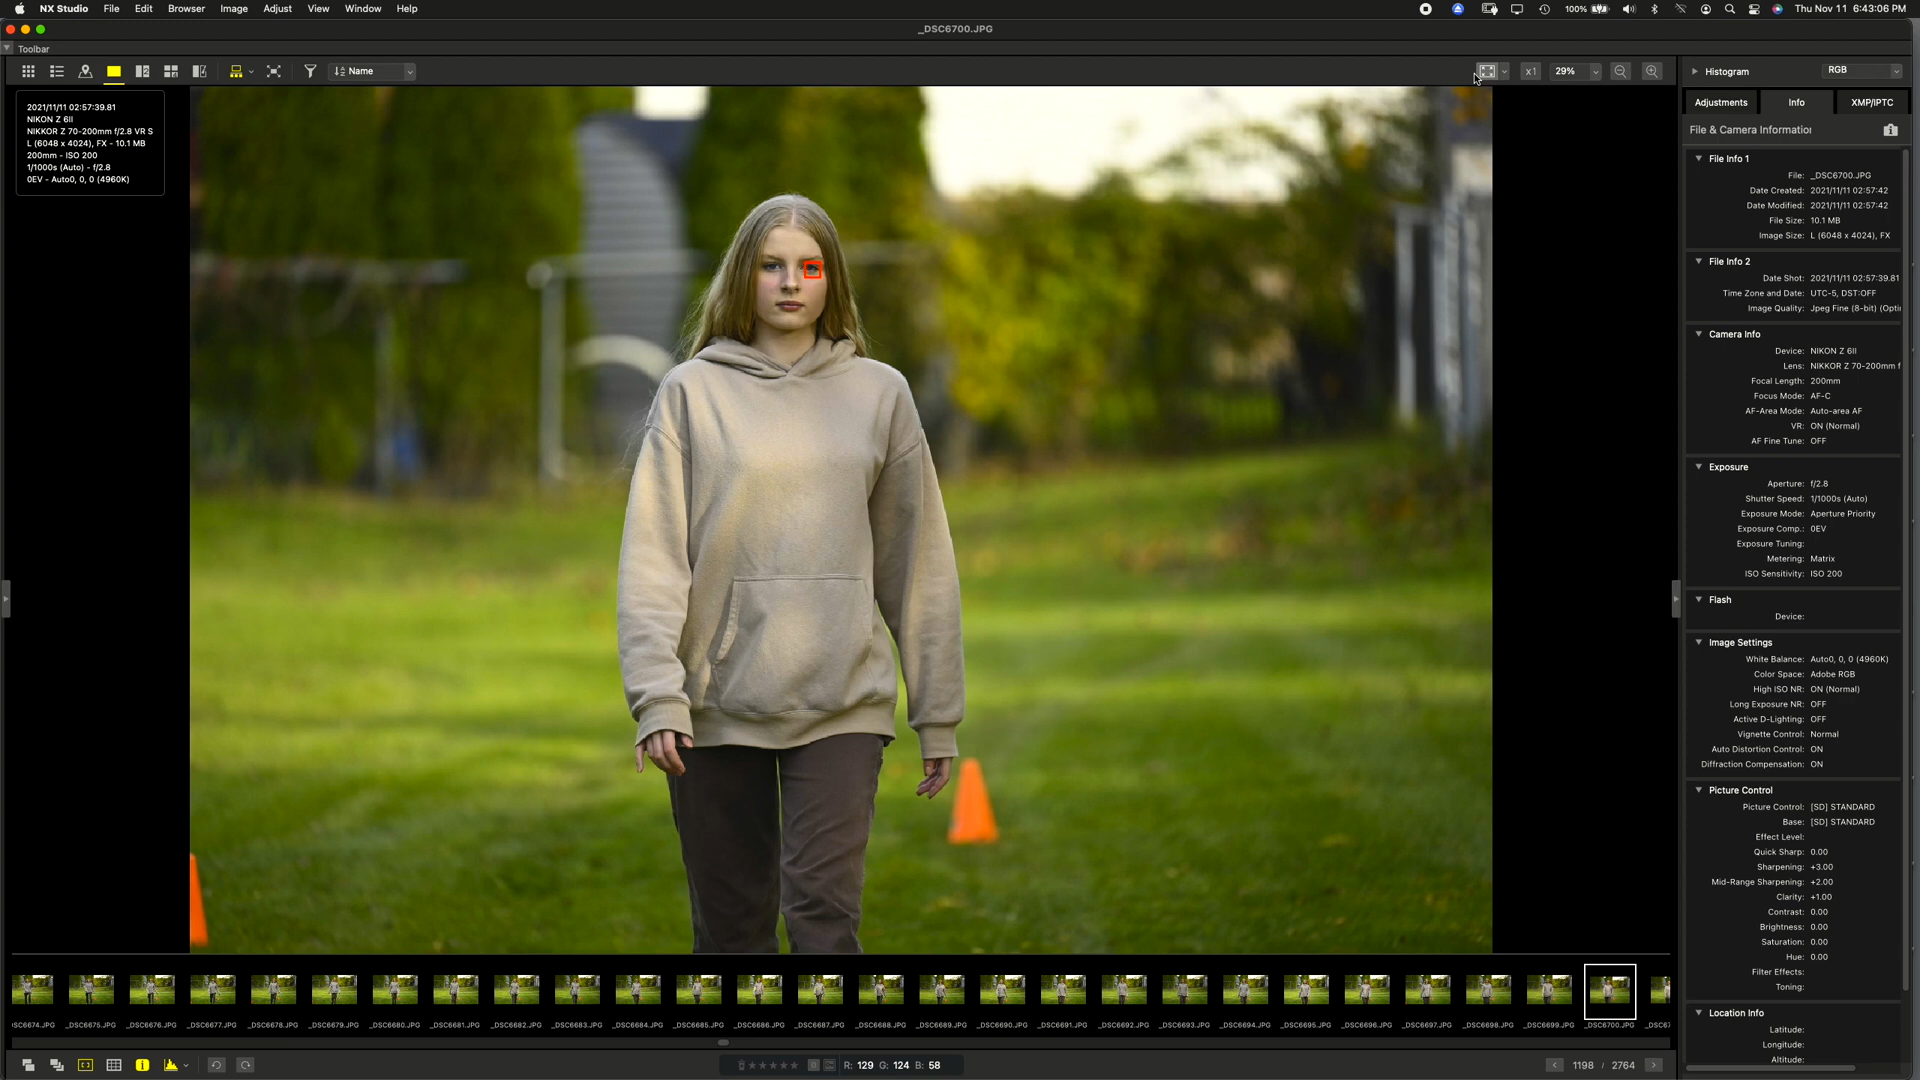 NX Studio File Edit Browser Image Adjust View Window Help 100% Thu Nov 11 6:43:06 PM
_DSC6700.JPG
Toolbar
Name x1 29% Histogram RGB
2021/11/11 02:57:39.81
NIKON Z 6II
NIKKOR Z 70-200mm f/2.8 VR S
L (6048 x 4024), FX - 10.1 MB
200mm - ISO 200
1/1000s (Auto) - f/2.8
0EV - Auto0, 0, 0 (4960K)
Adjustments Info XMP/IPTC
File & Camera Information
File Info 1
File: _DSC6700.JPG
Date Created: 2021/11/11 02:57:42
Date Modified: 2021/11/11 02:57:42
File Size: 10.1 MB
Image Size: L (6048 x 4024), FX
File Info 2
Date Shot: 2021/11/11 02:57:39.81
Time Zone and Date: UTC-5, DST:OFF
Image Quality: Jpeg Fine (8-bit) (Opti
Camera Info
Device: NIKON Z 6II
Lens: NIKKOR Z 70-200mm f
Focal Length: 200mm
Focus Mode: AF-C
AF-Area Mode: Auto-area AF
VR: ON (Normal)
AF Fine Tune: OFF
Exposure
Aperture: f/2.8
Shutter Speed: 1/1000s (Auto)
Exposure Mode: Aperture Priority
Exposure Comp.: 0EV
Exposure Tuning:
Metering: Matrix
ISO Sensitivity: ISO 200
Flash
Device:
Image Settings
White Balance: Auto0, 0, 0 (4960K)
Color Space: Adobe RGB
High ISO NR: ON (Normal)
Long Exposure NR: OFF
Active D-Lighting: OFF
Vignette Control: Normal
Auto Distortion Control: ON
Diffraction Compensation: ON
Picture Control
Picture Control: [SD] STANDARD
Base: [SD] STANDARD
Effect Level:
Quick Sharp: 0.00
Sharpening: +3.00
Mid-Range Sharpening: +2.00
Clarity: +1.00
Contrast: 0.00
Brightness: 0.00
Saturation: 0.00
Hue: 0.00
Filter Effects:
Toning:
Location Info
Latitude:
Longitude:
Altitude:
SC6674.JPG _DSC6675.JPG _DSC6676.JPG _DSC6677.JPG _DSC6678.JPG _DSC6679.JPG _DSC6680.JPG _DSC6681.JPG _DSC6682.JPG _DSC6683.JPG _DSC6684.JPG _DSC6685.JPG _DSC6686.JPG _DSC6687.JPG _DSC6688.JPG _DSC6689.JPG _DSC6690.JPG _DSC6691.JPG _DSC6692.JPG _DSC6693.JPG _DSC6694.JPG _DSC6695.JPG _DSC6696.JPG _DSC6697.JPG _DSC6698.JPG _DSC6699.JPG _DSC6700.JPG _DSC67
R: 129 G: 124 B: 58 1198 / 2764